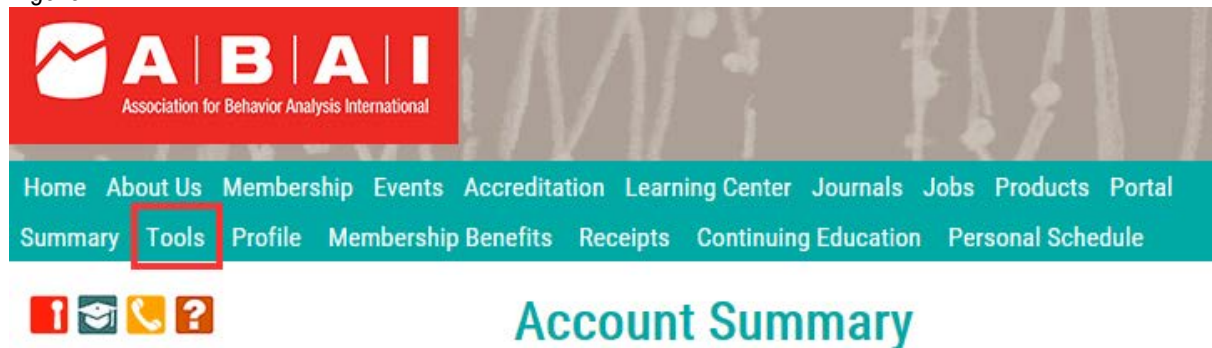 A | B | A | I
Association for Behavior Analysis International
Home About Us Membership Events Accreditation Learning Center Journals Jobs Products Portal
Summary Tools Profile Membership Benefits Receipts Continuing Education Personal Schedule
?
Account Summary